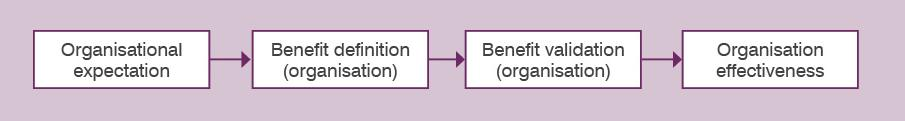 Organisational
expectation
Benefit definition
(organisation)
Benefit validation
(organisation)
Organisation
effectiveness